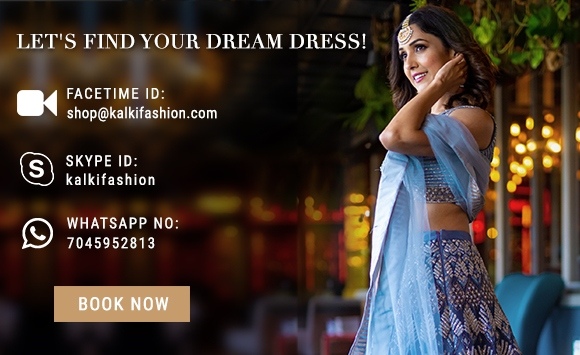 LET'S FIND YOUR DREAM DRESS!
FACETIME ID:
shop@kalkifashion.com
SKYPE ID:
kalkifashion
WHATSAPP NO:
7045952813
BOOK NOW